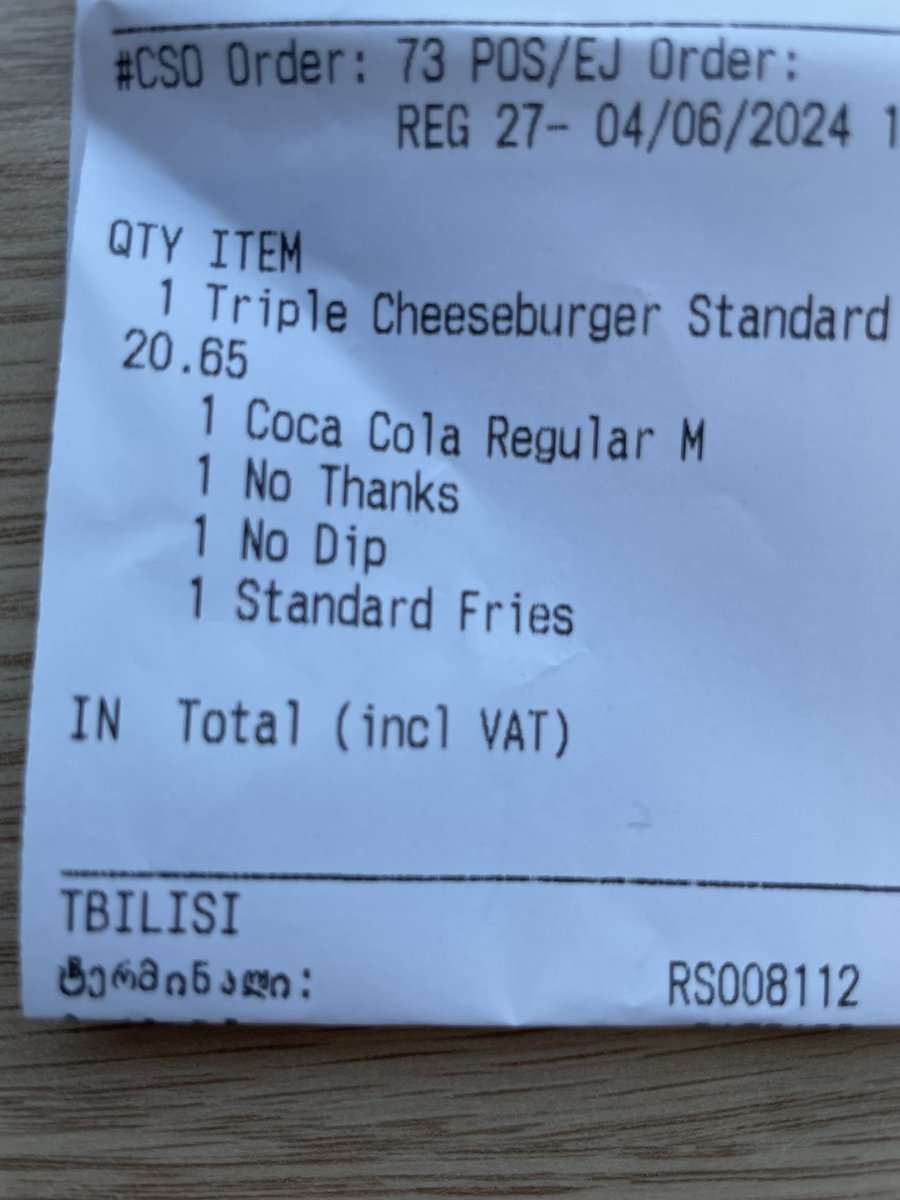 #CSO Order: 73 POS/EJ Order:
REG 27- 04/06/2024 1
QTY ITEM
1 Triple Cheeseburger Standard
20.65
1 Coca Cola Regular M
1 No Thanks
1 No Dip
1 Standard Fries
IN Total (incl VAT)
TBILISI
ტერმინალი: RS008112